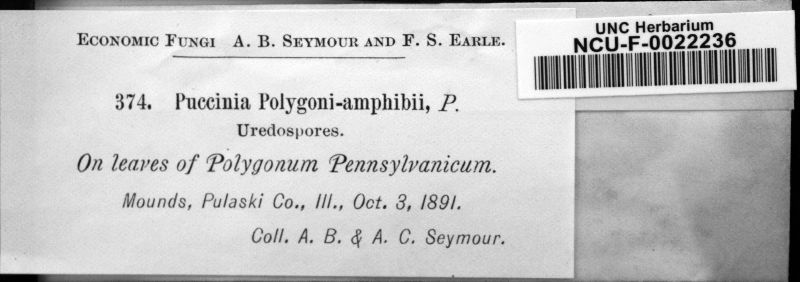 ECONOMIC FUNGI A. B. SEYMOUR AND F. S. EARLE.
UNC Herbarium
NCU-F-0022236
374. Puccinia Polygoni-amphibii, P.
Uredospores.
On leaves of Polygonum Pennsylvanicum.
Mounds, Pulaski Co., Ill., Oct. 3, 1891.
Coll. A. B. & A. C. Seymour.